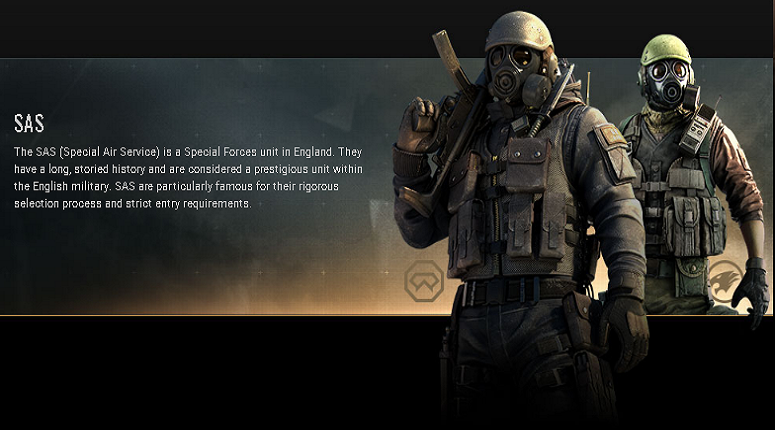 SAS
The SAS (Special Air Service) is a Special Forces unit in England. They
have a long, storied history and are considered a prestigious unit within
the English military. SAS are particularly famous for their rigorous
selection process and strict entry requirements.